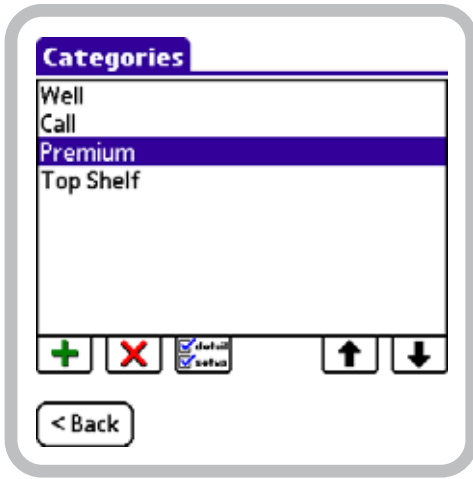 Categories
Well
Call
Premium
Top Shelf
detail
setup
< Back